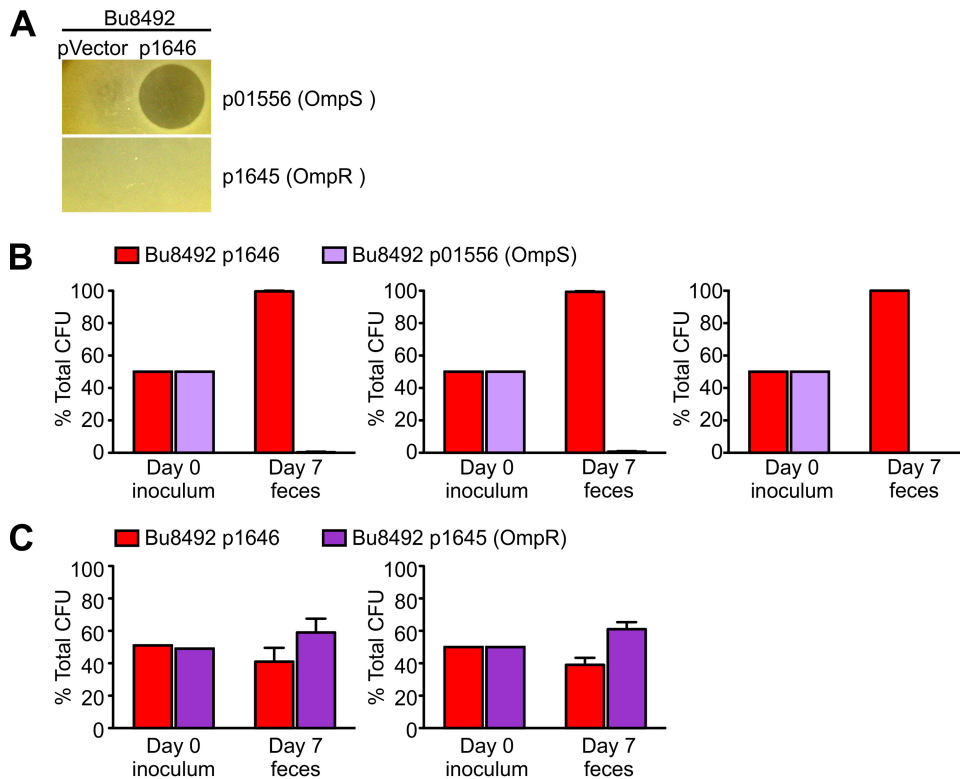 A
Bu8492
pVector p1646
p01556 (OmpS )
p1645 (OmpR )
B
Bu8492 p1646
Bu8492 p01556 (OmpS)
% Total CFU
100
80
60
40
20
0
Day 0
inoculum
Day 7
feces
% Total CFU
100
80
60
40
20
0
Day 0
inoculum
Day 7
feces
% Total CFU
100
80
60
40
20
0
Day 0
inoculum
Day 7
feces
C
Bu8492 p1646
Bu8492 p1645 (OmpR)
% Total CFU
100
80
60
40
20
0
Day 0
inoculum
Day 7
feces
% Total CFU
100
80
60
40
20
0
Day 0
inoculum
Day 7
feces